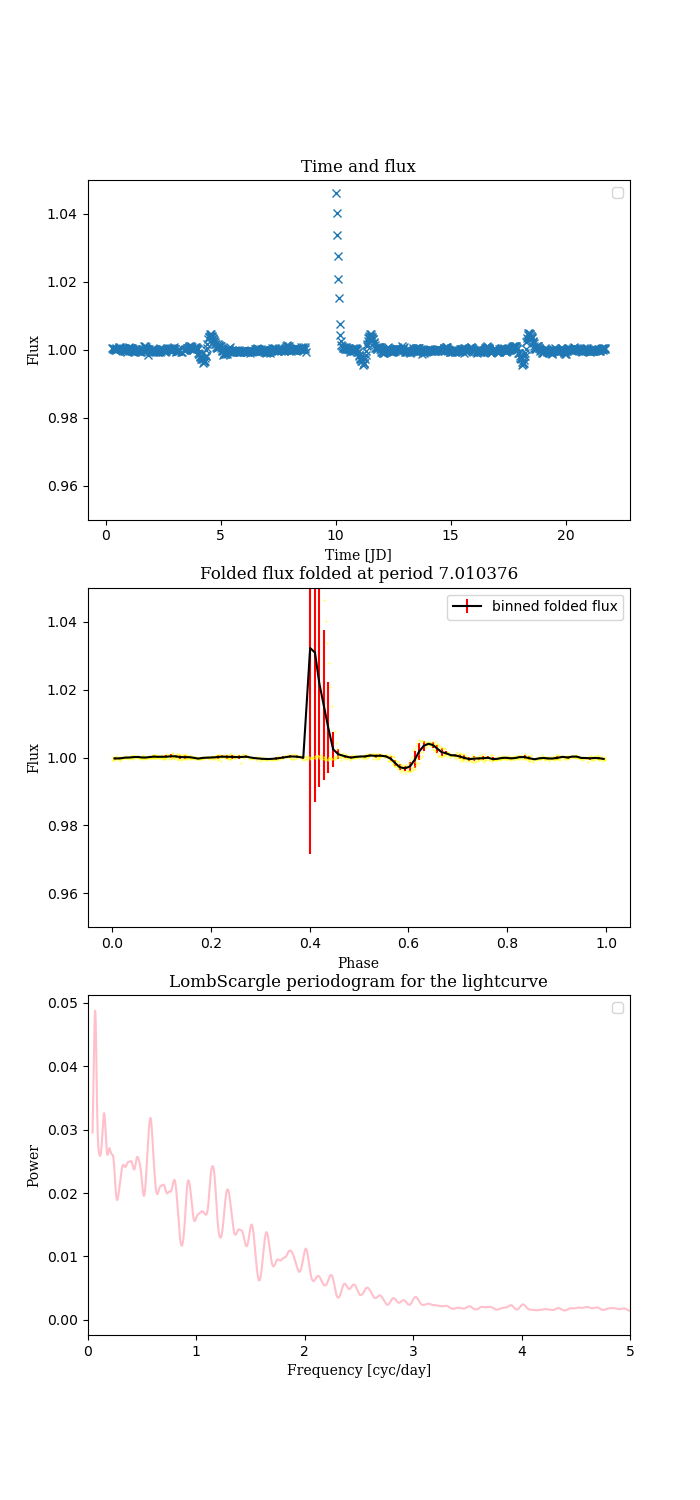 Time and flux
1.04
1.02
1.00
0.98
0.96
Flux
0 5 10 15 20
Time [JD]
Folded flux folded at period 7.010376
binned folded flux
1.04
1.02
1.00
0.98
0.96
Flux
0.0 0.2 0.4 0.6 0.8 1.0
Phase
LombScargle periodogram for the lightcurve
0.05
0.04
0.03
0.02
0.01
0.00
Power
0 1 2 3 4 5
Frequency [cyc/day]